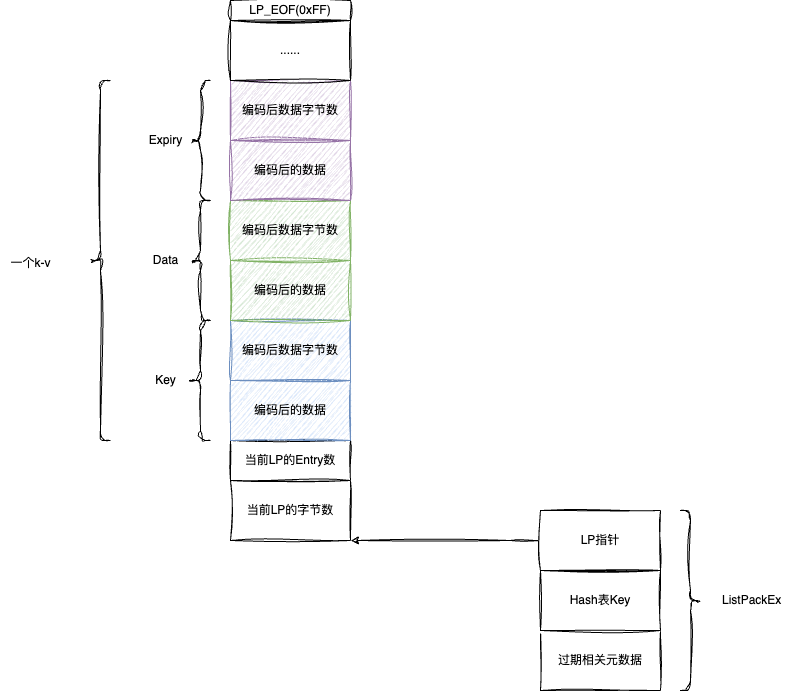 LP_EOF(0xFF)
......
编码后数据字节数
Expiry
编码后的数据
编码后数据字节数
一个k-v
Data
编码后的数据
编码后数据字节数
Key
编码后的数据
当前LP的Entry数
当前LP的字节数
LP指针
Hash表Key
ListPackEx
过期相关元数据